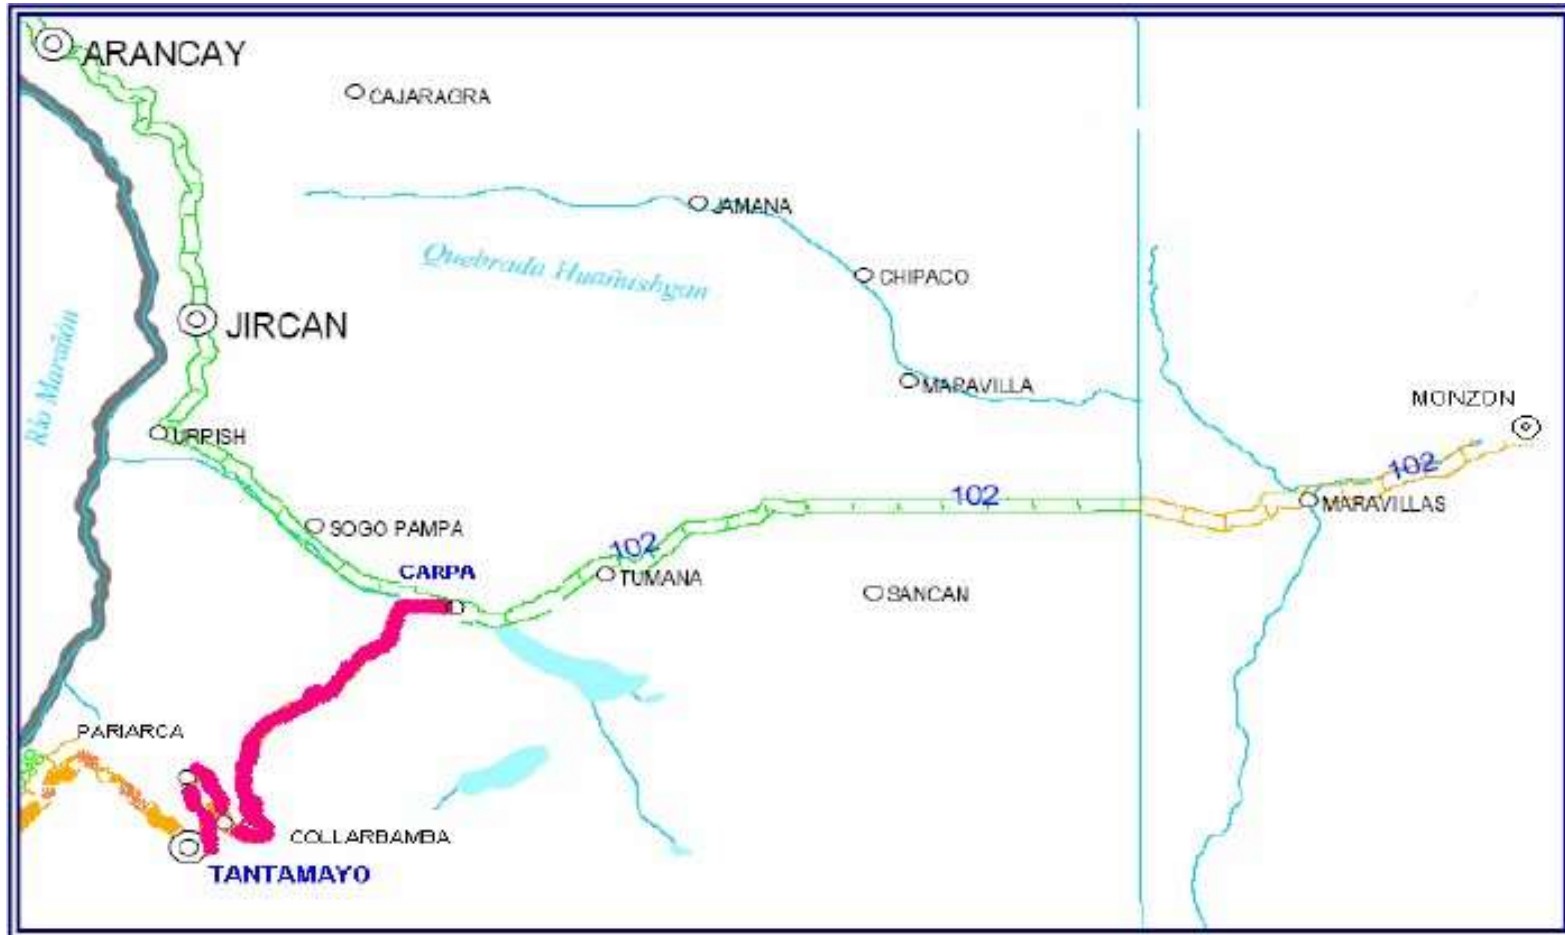 ARANCAY
CAJARAGRA
JAMANA
Quebrada Huañushgan
CHIPACO
Río Marañón
JIRCAN
MARAVILLA
MONZON
URPISH
102
102
MARAVILLAS
SOGO PAMPA
102
CARPA
TUMANA
SANCAN
PARIARCA
COLLARBAMBA
TANTAMAYO